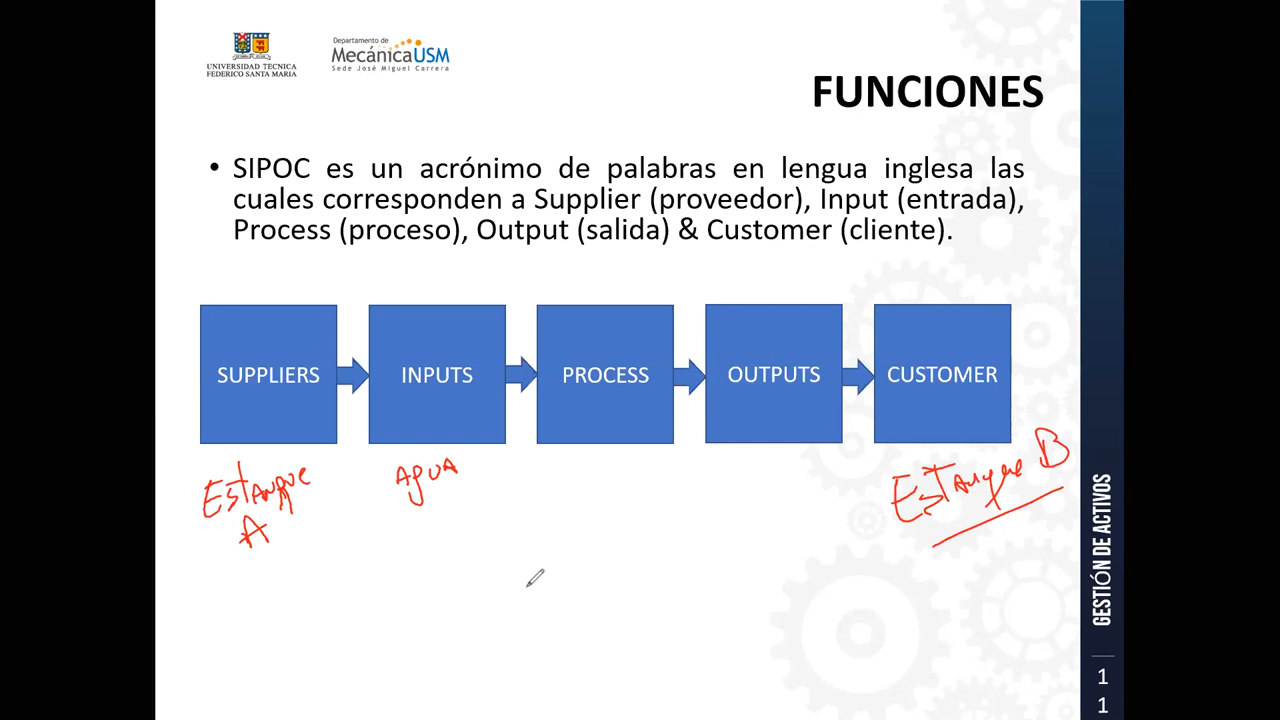 UNIVERSIDAD TECNICA
FEDERICO SANTA MARIA
Departamento de
MecánicaUSM
Sede José Miguel Carrera
FUNCIONES
• SIPOC es un acrónimo de palabras en lengua inglesa las
cuales corresponden a Supplier (proveedor), Input (entrada),
Process (proceso), Output (salida) & Customer (cliente).
SUPPLIERS
INPUTS
PROCESS
OUTPUTS
CUSTOMER
Estanque
A
AGUA
Estanque B
GESTIÓN DE ACTIVOS
1
1